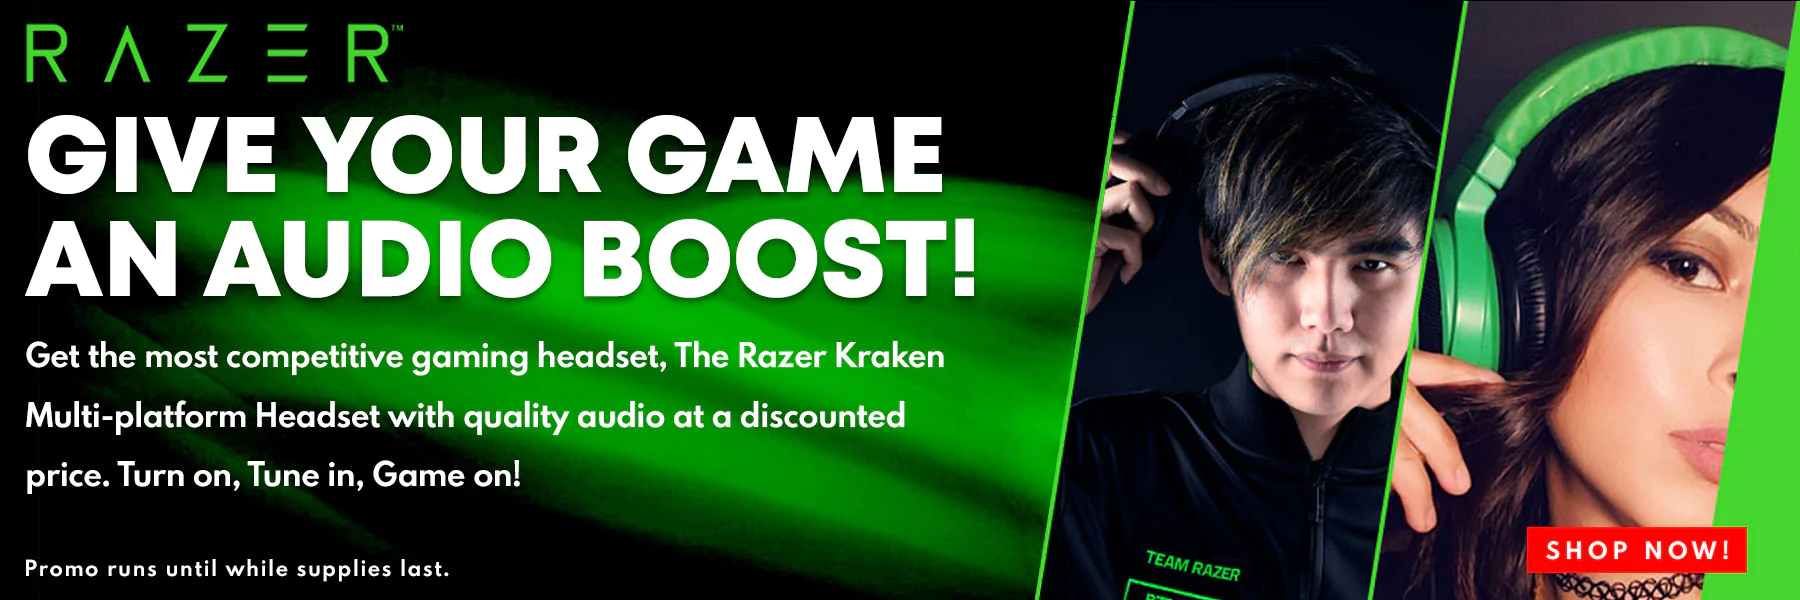 RAZER™
GIVE YOUR GAME
AN AUDIO BOOST!
Get the most competitive gaming headset, The Razer Kraken
Multi-platform Headset with quality audio at a discounted
price. Turn on, Tune in, Game on!
Promo runs until while supplies last.
TEAM RAZER
SHOP NOW!